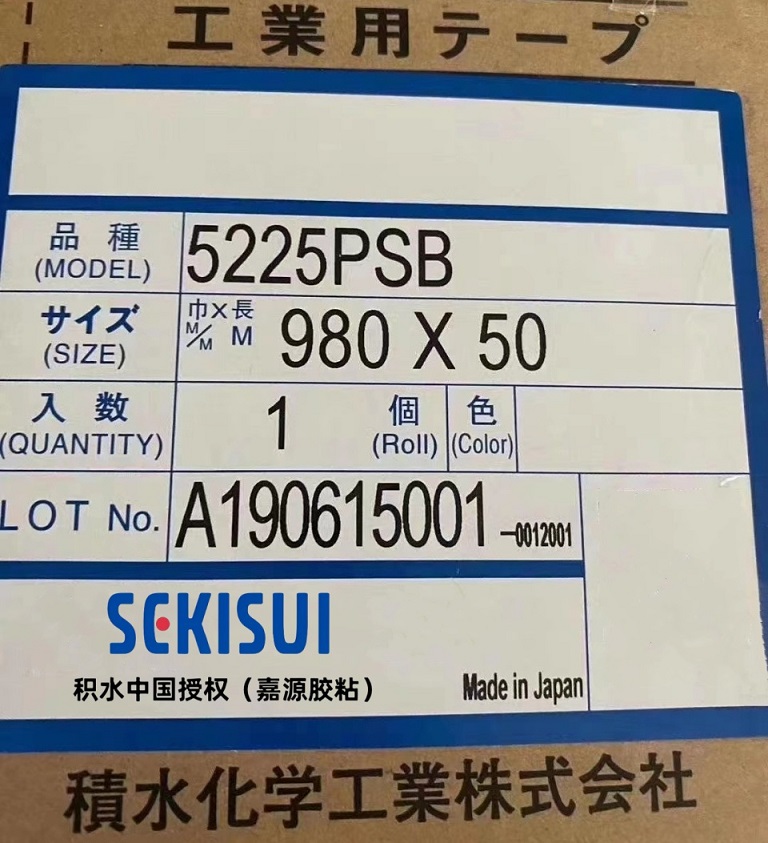 工業用テープ
品種 5225PSB
(MODEL)
サイズ 巾×長 980 X 50
(SIZE) M/M M
入数 1 個 色
(QUANTITY) (Roll) (Color)
LOT No. A190615001 -0012001
SEKISUI
积水中国授权（嘉源胶粘） Made in Japan
積水化学工業株式会社